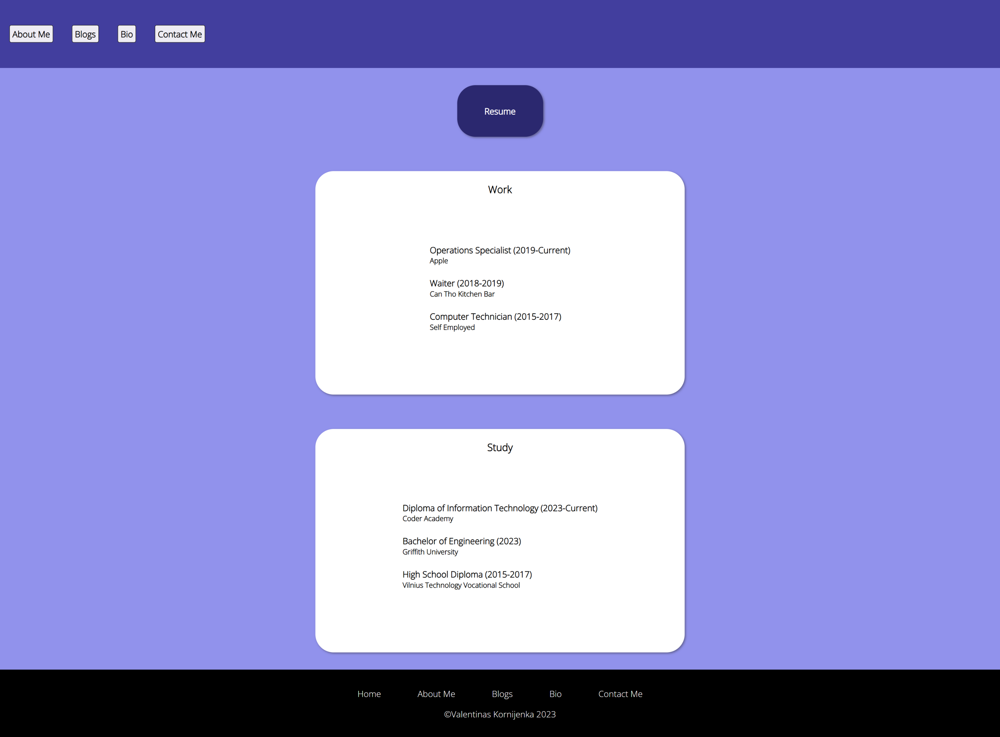 About Me
Blogs
Bio
Contact Me
Resume
Work
Operations Specialist (2019-Current)
Apple
Waiter (2018-2019)
Can Tho Kitchen Bar
Computer Technician (2015-2017)
Self Employed
Study
Diploma of Information Technology (2023-Current)
Coder Academy
Bachelor of Engineering (2023)
Griffith University
High School Diploma (2015-2017)
Vilnius Technology Vocational School
Home
About Me
Blogs
Bio
Contact Me
©Valentinas Kornijenka 2023